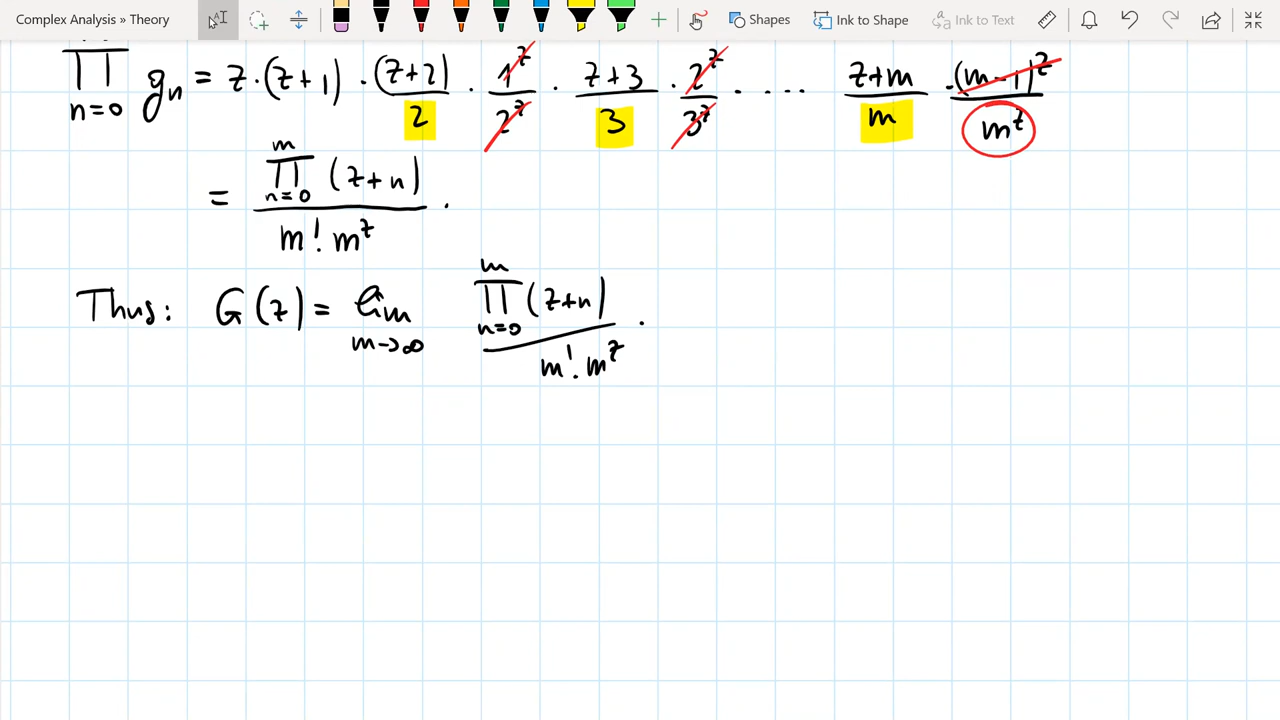 Complex Analysis » Theory Shapes Ink to Shape Ink to Text
∏_{n=0} g_n = z·(z+1)·(z+2)/2 · 1^z/2^z · z+3/3 · 2^z/3^z · .... z+m/m · (m-1)^z/m^z
= ∏_{n=0}^{m} (z+n) / m! m^z .
Thus: G(z) = lim_{m→∞} ∏_{n=0}^{m} (z+n) / m! m^z .